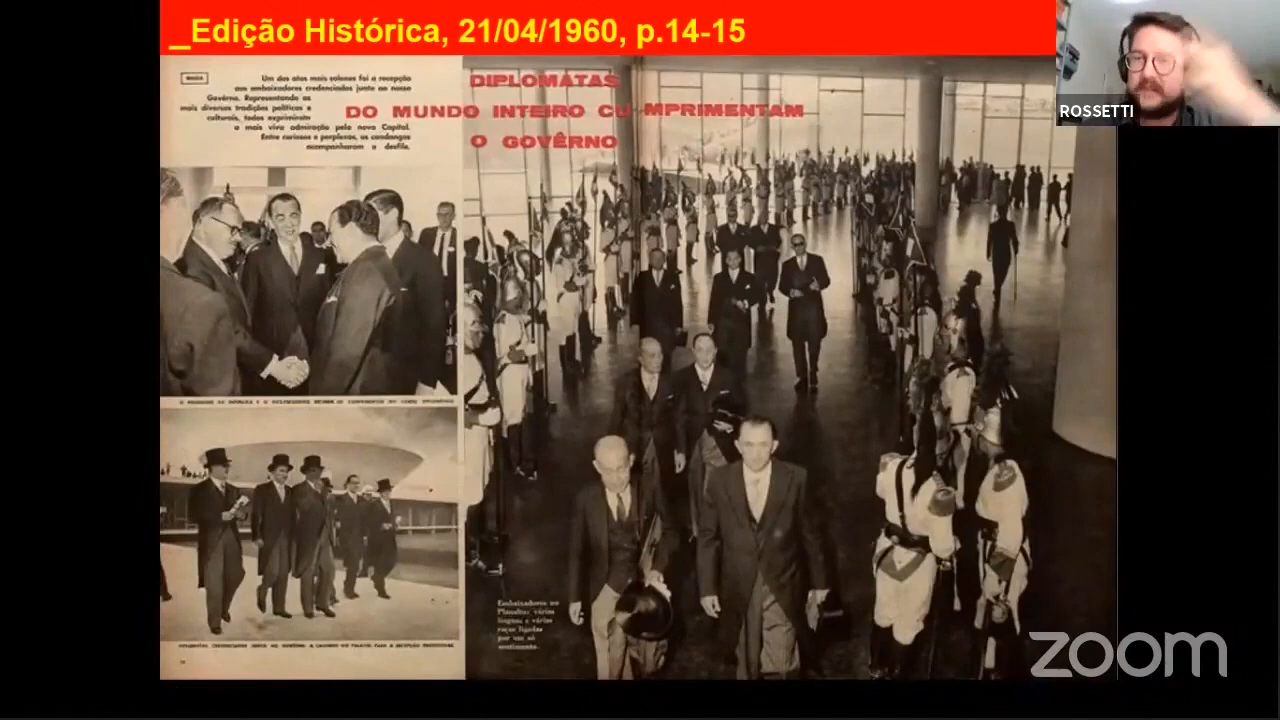 _Edição Histórica, 21/04/1960, p.14-15
ROSSETTI
Um dos atos mais solenes foi a recepção
aos embaixadores credenciados junto ao nosso
Govêrno. Representando as
mais diversas tradições políticas e
culturais, todos exprimiram
a mais viva admiração pela nova Capital.
Entre curiosos e perplexos, os candangos
acompanharam o desfile.
DIPLOMATAS
DO MUNDO INTEIRO CUMPRIMENTAM
O GOVÊRNO
Embaixadores no
Planalto: várias
línguas e várias
raças ligadas
por um só
sentimento.
zoom